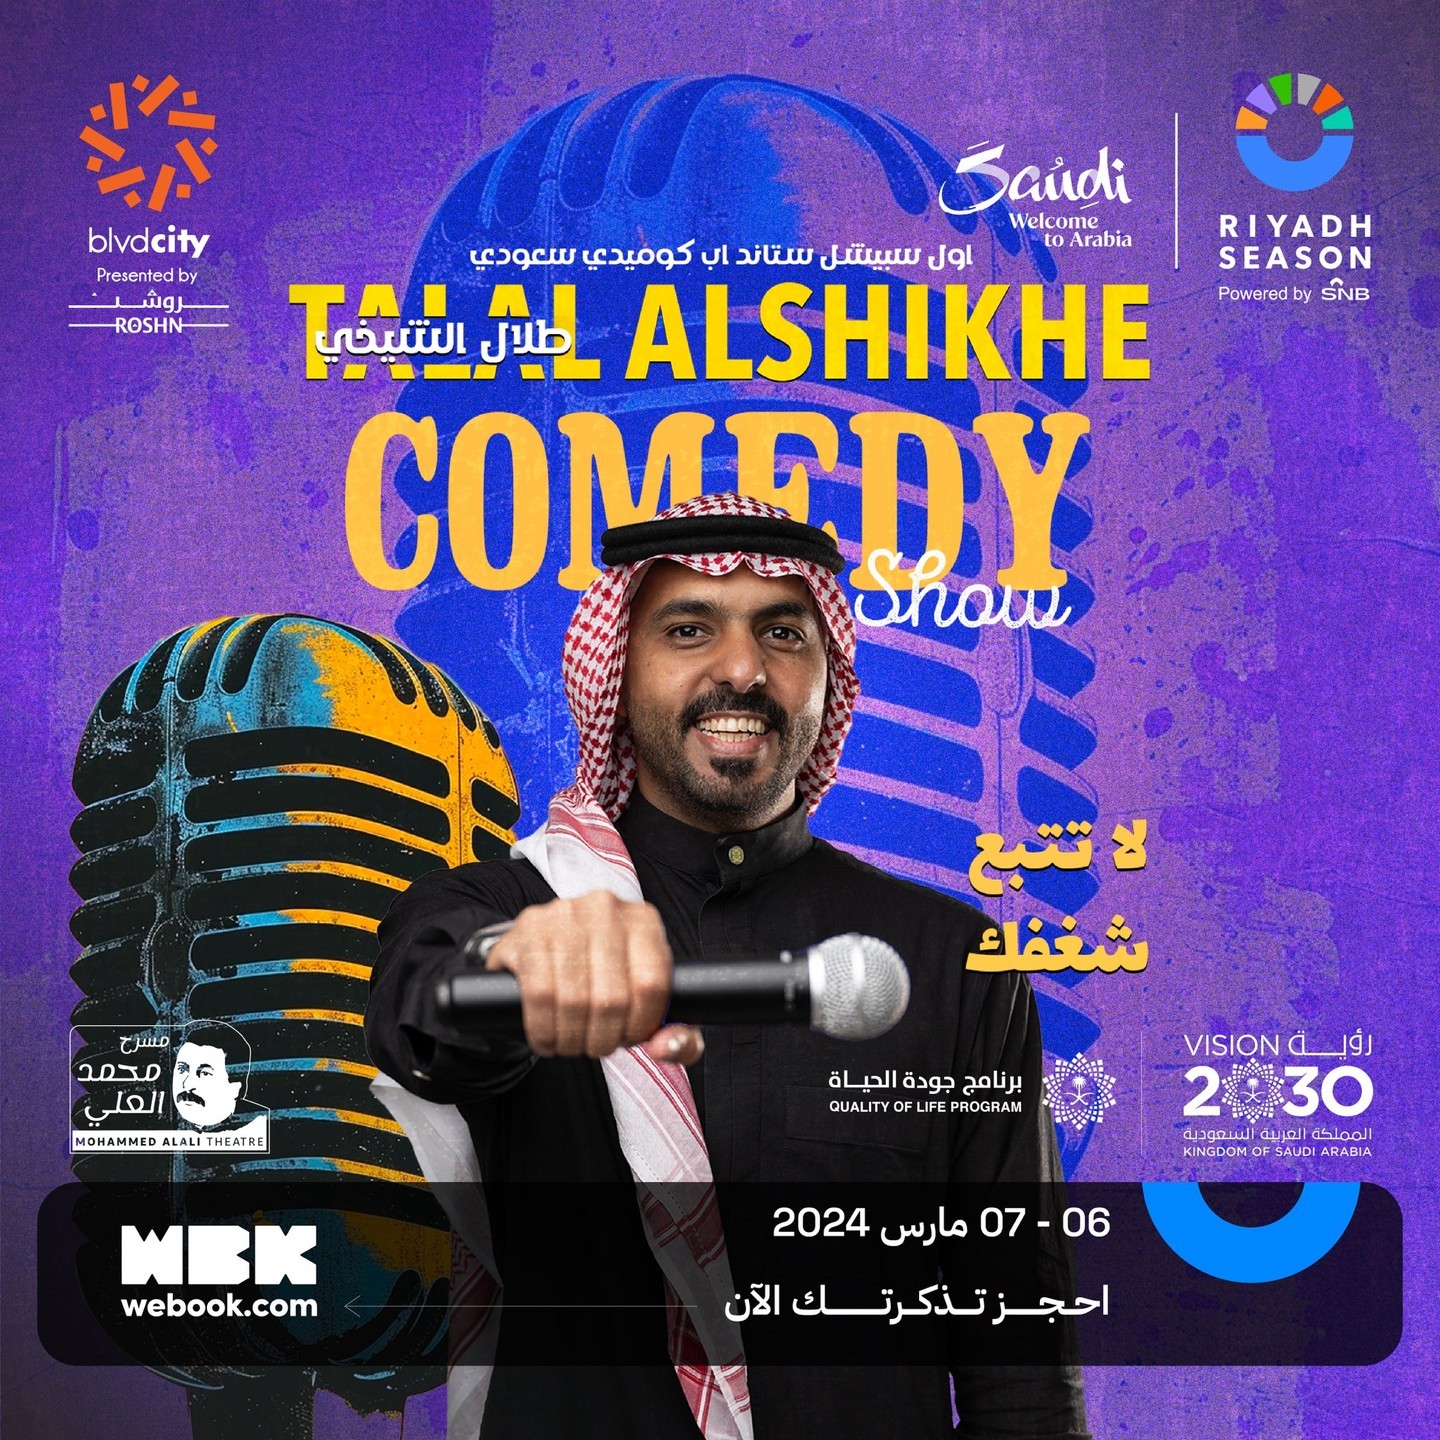 blvdcity
Presented by
روشن
ROSHN
Saudi
Welcome
to Arabia
RIYADH
SEASON
Powered by SNB
اول سبيشل ستاند اب كوميدي سعودي
TALAL ALSHIKHE
طلال الشيخي
COMEDY
Show
لا تتبع
شغفك
مسرح
محمد
العلي
MOHAMMED ALALI THEATRE
برنامج جودة الحياة
QUALITY OF LIFE PROGRAM
VISION رؤية
2030
المملكة العربية السعودية
KINGDOM OF SAUDI ARABIA
06 - 07 مارس 2024
احجز تذكرتك الآن
WBK
webook.com